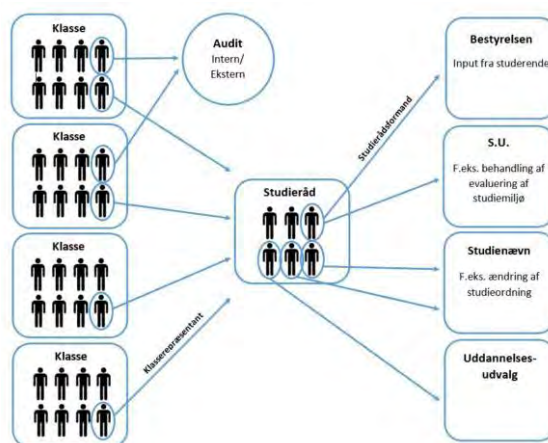 Klasse
Klasse
Klasse
Klasse
Audit
Intern/
Ekstern
Studieråd
Klasserepræsentant
Studierådsformand
Bestyrelsen
Input fra studerende
S.U.
F.eks. behandling af
evaluering af
studiemiljø
Studienævn
F.eks. ændring af
studieordning
Uddannelses-
udvalg